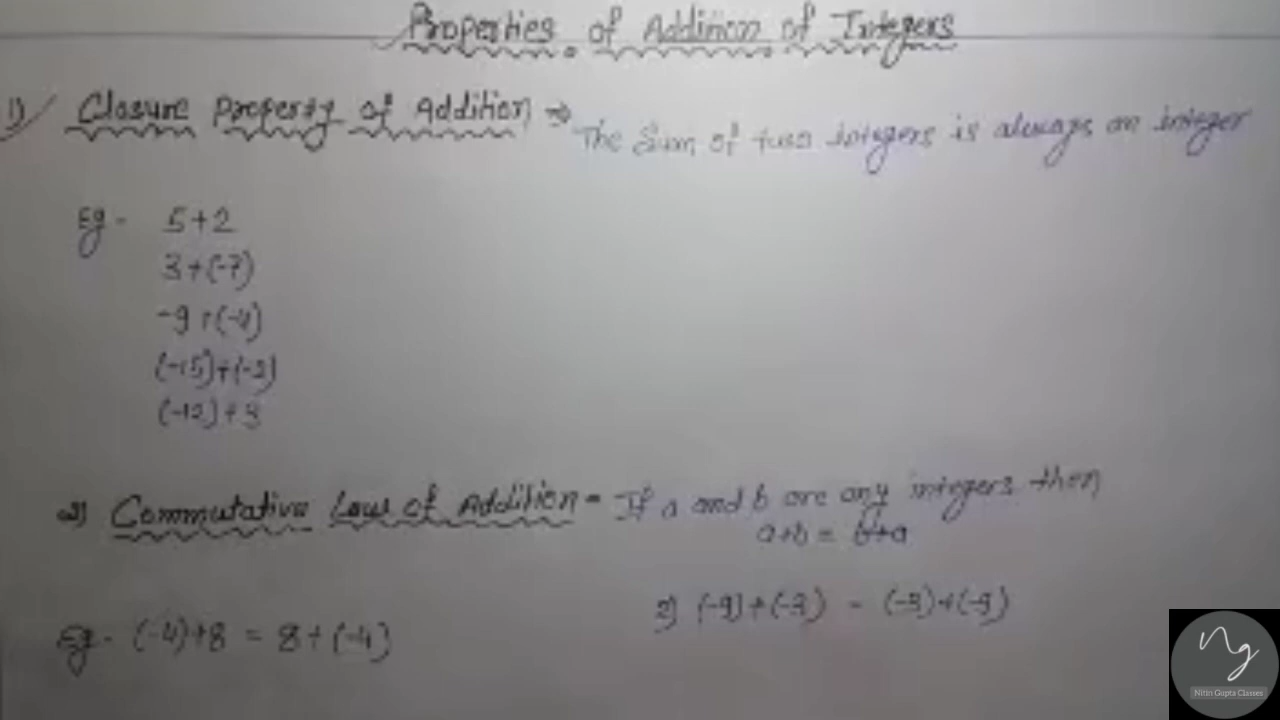 Properties of Addition of Integers
1) Closure Property of Addition ⇒ The Sum of two integers is always an integer
Eg - 5+2
3+(-7)
-9+(-4)
(-15)+(-3)
(-12)+3
2) Commutative Law of Addition - If a and b are any integers then
a+b = b+a
Eg - (-4)+8 = 8+(-4)
2) (-9)+(-3) = (-3)+(-9)
Ng
Nitin Gupta Classes